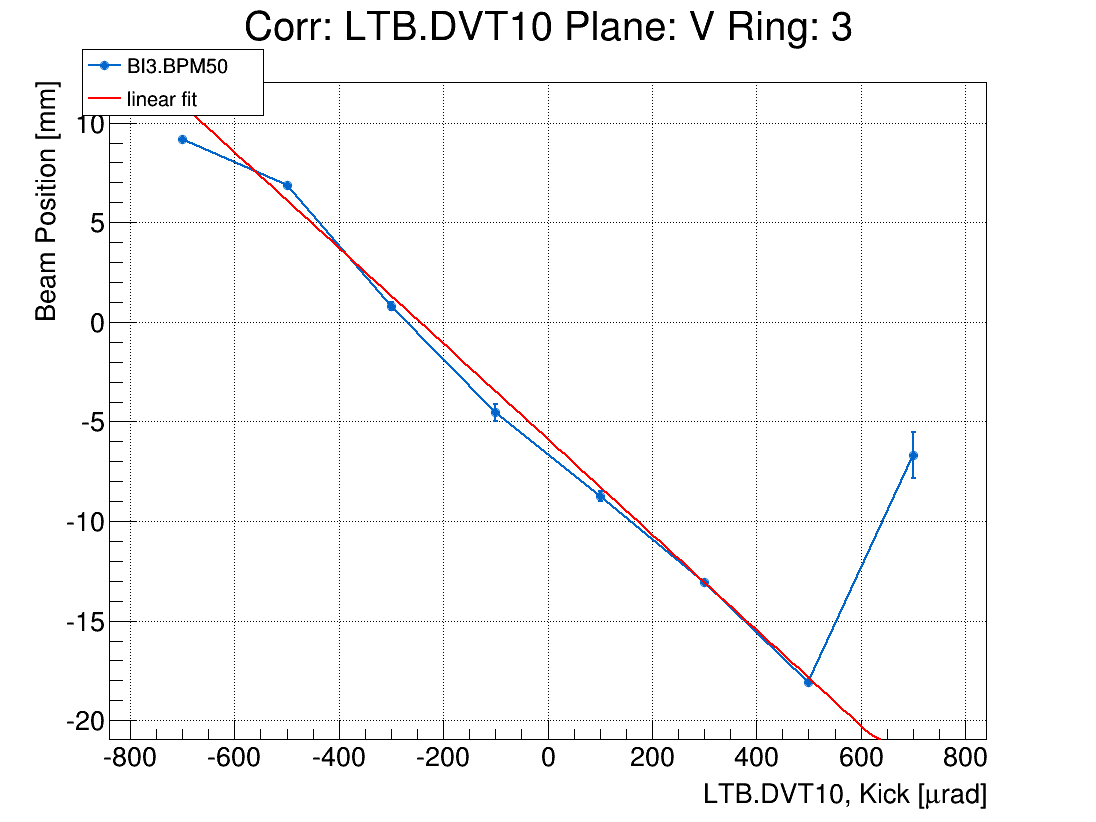 Corr: LTB.DVT10 Plane: V Ring: 3
BI3.BPM50
linear fit
Beam Position [mm]
10
5
0
-5
-10
-15
-20
-800 -600 -400 -200 0 200 400 600 800
LTB.DVT10, Kick [μrad]